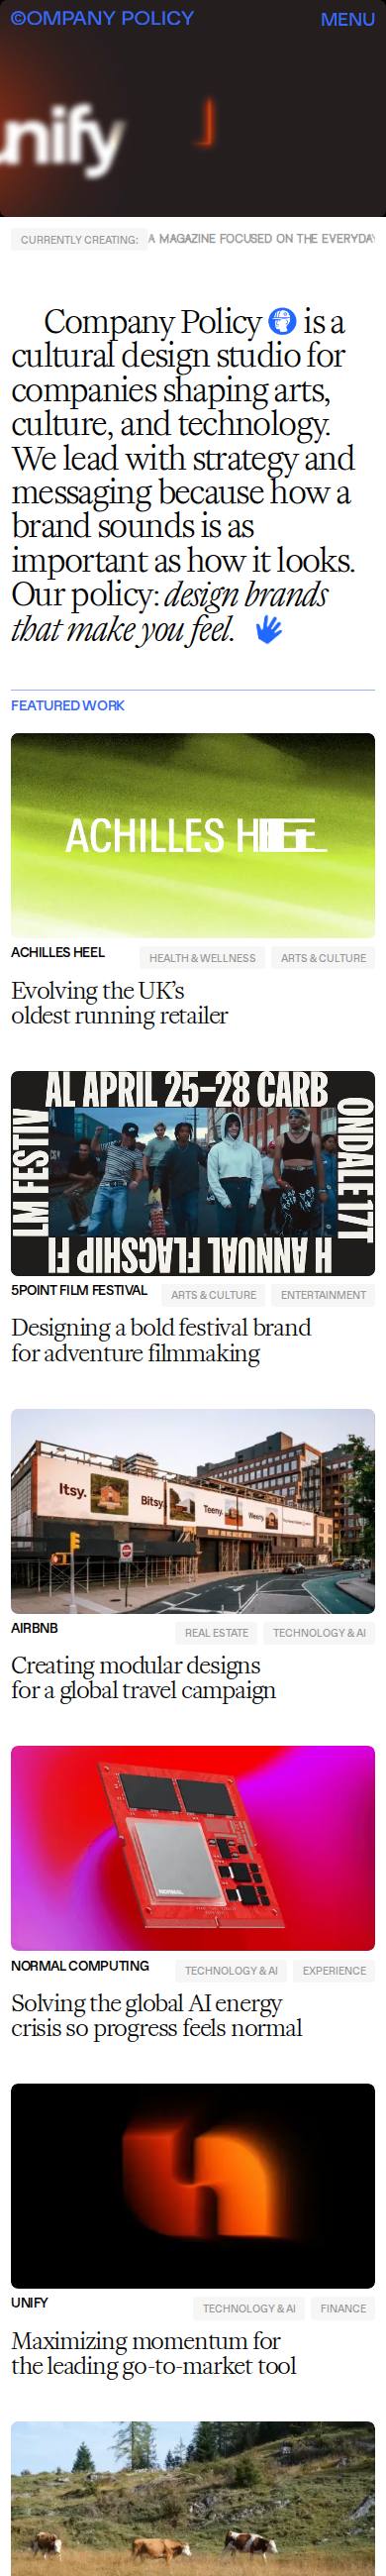 ©OMPANY POLICY
MENU
unify
CURRENTLY CREATING:
A MAGAZINE FOCUSED ON THE EVERYDAY
Company Policy is a
cultural design studio for
companies shaping arts,
culture, and technology.
We lead with strategy and
messaging because how a
brand sounds is as
important as how it looks.
Our policy: design brands
that make you feel.
FEATURED WORK
ACHILLES HEEL
ACHILLES HEEL
HEALTH & WELLNESS
ARTS & CULTURE
Evolving the UK’s
oldest running retailer
AL APRIL 25–28 CARB
ONDALE 17T
H ANNUAL FLAGSHIP FI
LM FESTIV
5POINT FILM FESTIVAL
ARTS & CULTURE
ENTERTAINMENT
Designing a bold festival brand
for adventure filmmaking
Itsy.
Bitsy.
Teeny.
Weeny.
AIRBNB
REAL ESTATE
TECHNOLOGY & AI
Creating modular designs
for a global travel campaign
NORMAL
NORMAL COMPUTING
TECHNOLOGY & AI
EXPERIENCE
Solving the global AI energy
crisis so progress feels normal
UNIFY
TECHNOLOGY & AI
FINANCE
Maximizing momentum for
the leading go-to-market tool